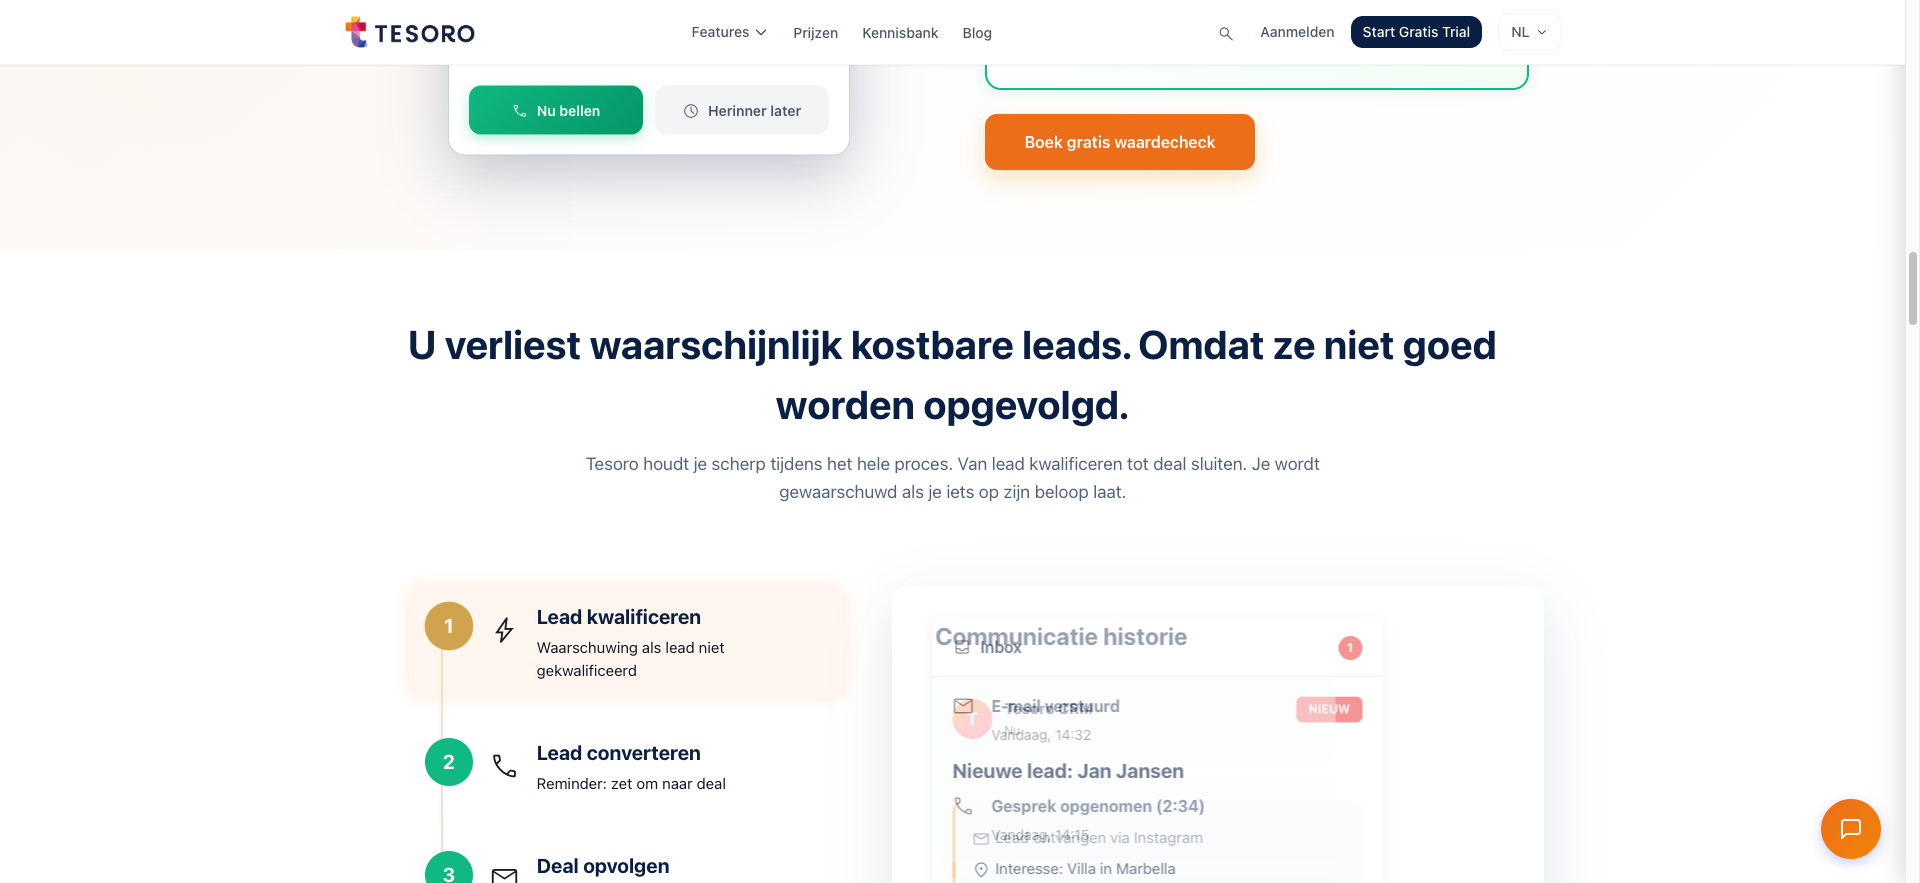 TESORO
Features
Prijzen
Kennisbank
Blog
Aanmelden
Start Gratis Trial
NL
Nu bellen
Herinner later
Boek gratis waardecheck
U verliest waarschijnlijk kostbare leads. Omdat ze niet goed
worden opgevolgd.
Tesoro houdt je scherp tijdens het hele proces. Van lead kwalificeren tot deal sluiten. Je wordt
gewaarschuwd als je iets op zijn beloop laat.
1
Lead kwalificeren
Waarschuwing als lead niet
gekwalificeerd
2
Lead converteren
Reminder: zet om naar deal
3
Deal opvolgen
Communicatie historie
Inbox
1
E-mail verstuurd
Tesoro CRM
T
NIEUW
Nu
Vandaag, 14:32
Nieuwe lead: Jan Jansen
Gesprek opgenomen (2:34)
Vandaag, 14:15
Lead ontvangen via Instagram
Interesse: Villa in Marbella